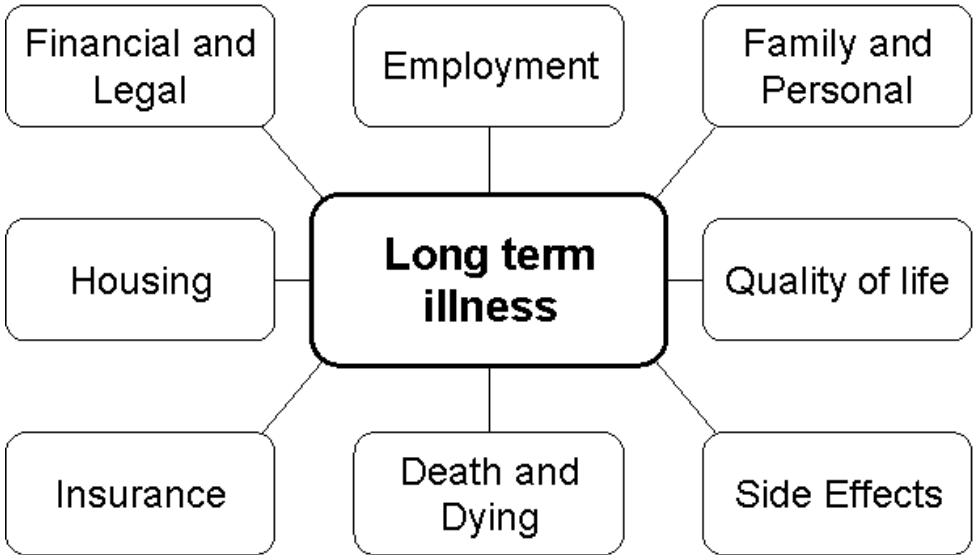 Financial and
Legal
Employment
Family and
Personal
Housing
Long term
illness
Quality of life
Insurance
Death and
Dying
Side Effects